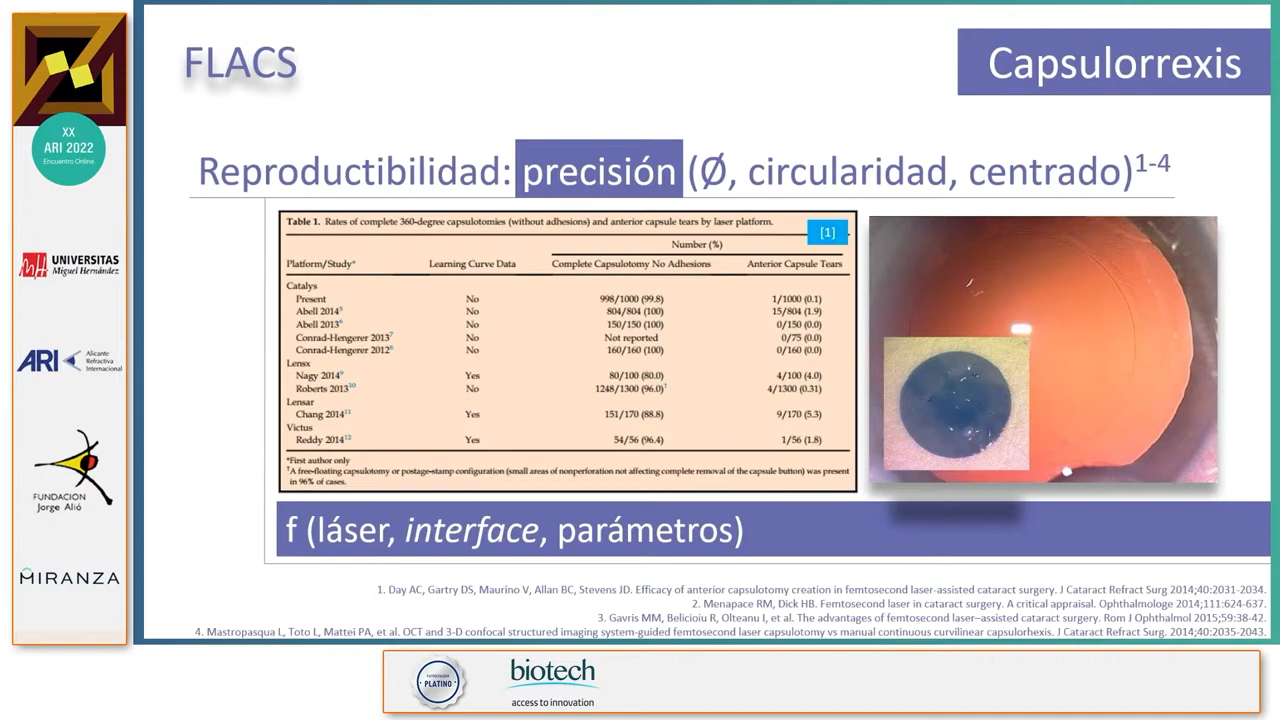 FLACS
Capsulorrexis
XX
ARI 2022
Encuentro Online
Reproductibilidad: precisión (Ø, circularidad, centrado)1-4
Table 1. Rates of complete 360-degree capsulotomies (without adhesions) and anterior capsule tears by laser platform.
[1]
Number (%)
Platform/Study* Learning Curve Data Complete Capsulotomy No Adhesions Anterior Capsule Tears
Catalys
Present No 998/1000 (99.8) 1/1000 (0.1)
Abell 20145 No 804/804 (100) 15/804 (1.9)
Abell 20136 No 150/150 (100) 0/150 (0.0)
Conrad-Hengerer 20137 No Not reported 0/75 (0.0)
Conrad-Hengerer 20128 No 160/160 (100) 0/160 (0.0)
Lensx
Nagy 20149 Yes 80/100 (80.0) 4/100 (4.0)
Roberts 201310 No 1248/1300 (96.0)† 4/1300 (0.31)
Lensar
Chang 201411 Yes 151/170 (88.8) 9/170 (5.3)
Victus
Reddy 201412 Yes 54/56 (96.4) 1/56 (1.8)
*First author only
†A free-floating capsulotomy or postage-stamp configuration (small areas of nonperforation not affecting complete removal of the capsule button) was present
in 96% of cases.
f (láser, interface, parámetros)
1. Day AC, Gartry DS, Maurino V, Allan BC, Stevens JD. Efficacy of anterior capsulotomy creation in femtosecond laser-assisted cataract surgery. J Cataract Refract Surg 2014;40:2031-2034.
2. Menapace RM, Dick HB. Femtosecond laser in cataract surgery. A critical appraisal. Ophthalmologe 2014;111:624-637.
3. Gavris MM, Belicioiu R, Olteanu I, et al. The advantages of femtosecond laser–assisted cataract surgery. Rom J Ophthalmol 2015;59:38-42.
4. Mastropasqua L, Toto L, Mattei PA, et al. OCT and 3-D confocal structured imaging system-guided femtosecond laser capsulotomy vs manual continuous curvilinear capsulorhexis. J Cataract Refract Surg. 2014;40:2035-2043.
UNIVERSITAS
Miguel Hernández
ARI
Alicante
Refractiva
Internacional
FUNDACION
Jorge Alió
MIRANZA
PATROCINADOR
PLATINO
biotech
access to innovation